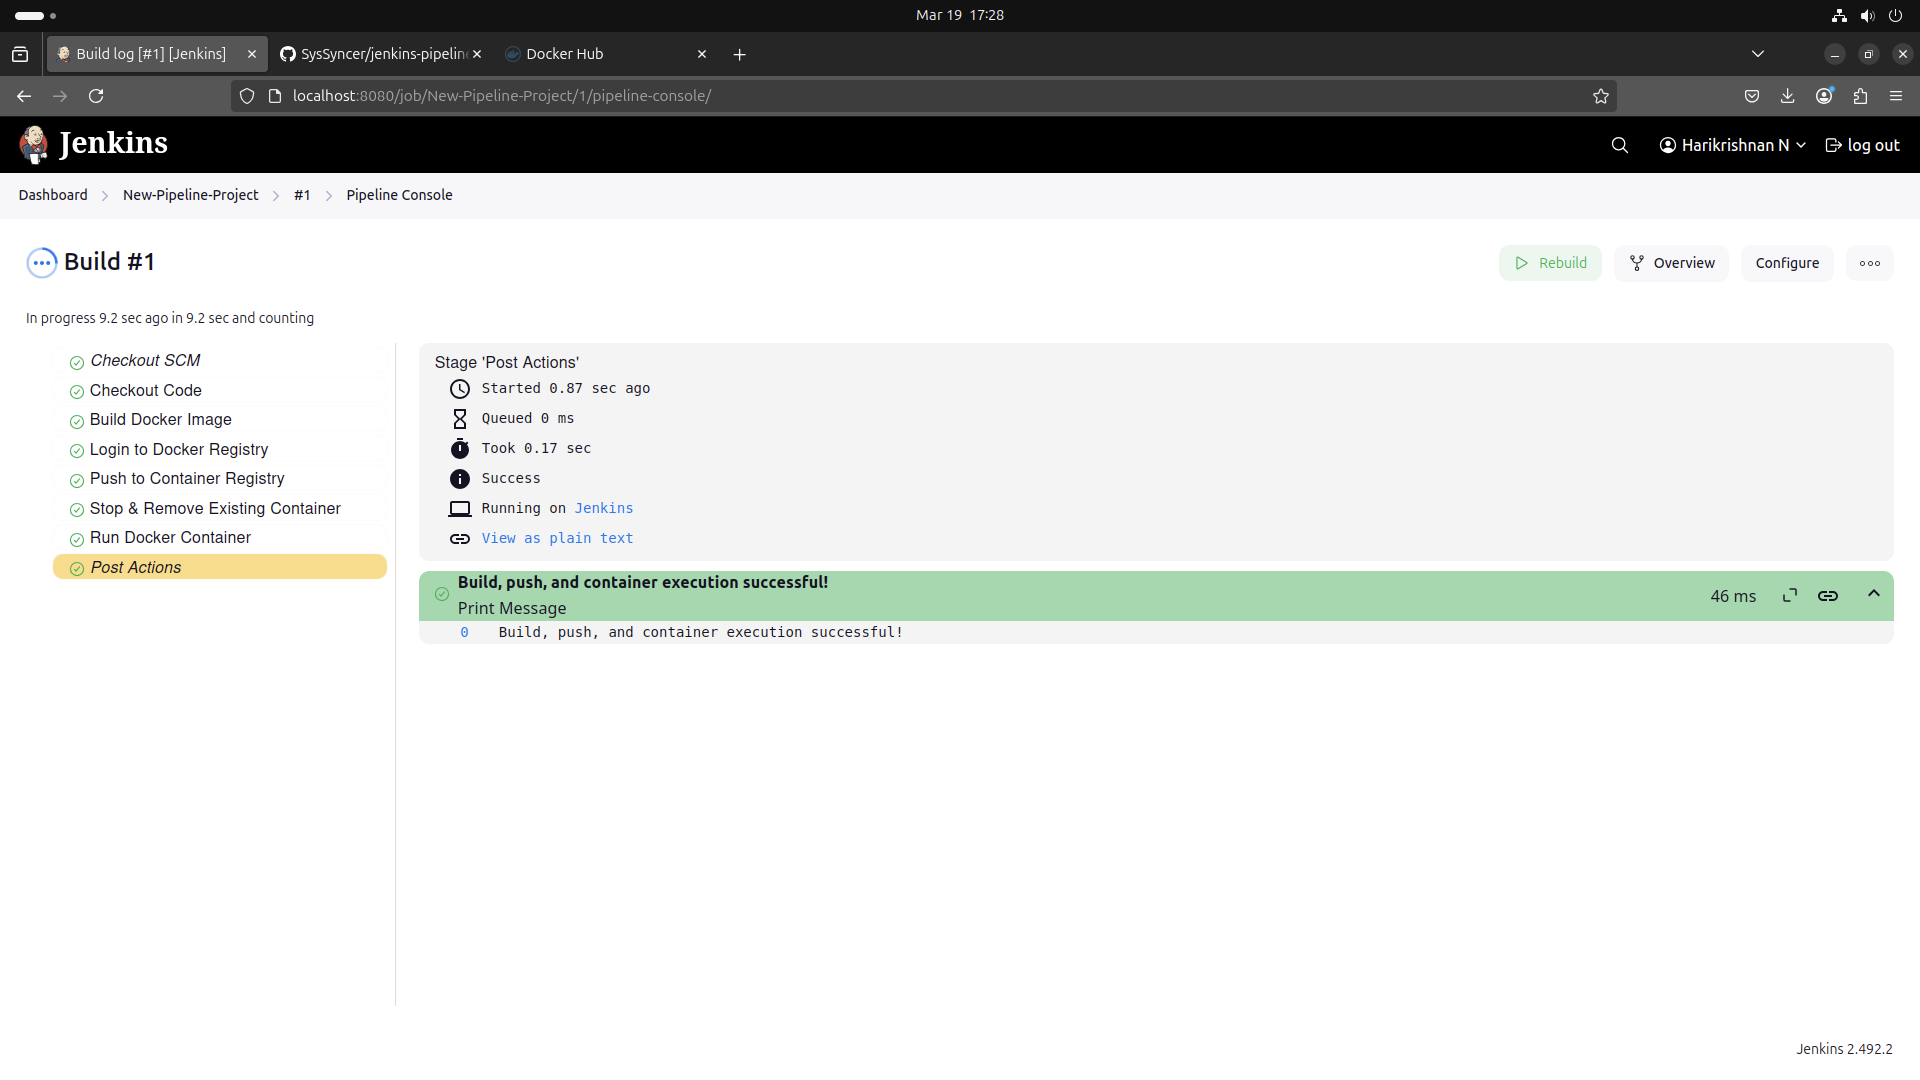 Mar 19 17:28
Build log [#1] [Jenkins]
SysSyncer/jenkins-pipeline
Docker Hub
localhost:8080/job/New-Pipeline-Project/1/pipeline-console/
Jenkins
Harikrishnan N
log out
Dashboard
New-Pipeline-Project
#1
Pipeline Console
Build #1
Rebuild
Overview
Configure
In progress 9.2 sec ago in 9.2 sec and counting
Checkout SCM
Checkout Code
Build Docker Image
Login to Docker Registry
Push to Container Registry
Stop & Remove Existing Container
Run Docker Container
Post Actions
Stage 'Post Actions'
Started 0.87 sec ago
Queued 0 ms
Took 0.17 sec
Success
Running on Jenkins
View as plain text
Build, push, and container execution successful!
Print Message
46 ms
0 Build, push, and container execution successful!
Jenkins 2.492.2